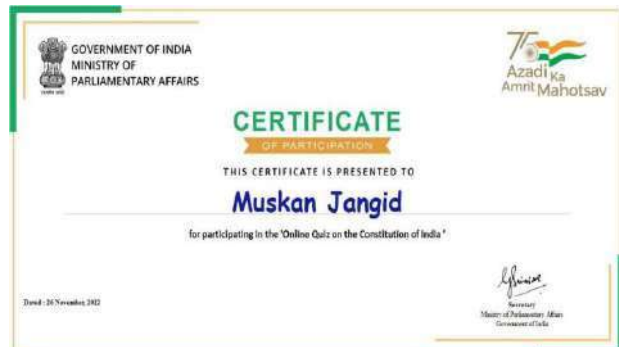 GOVERNMENT OF INDIA
MINISTRY OF
PARLIAMENTARY AFFAIRS
75
Azadi Ka
Amrit Mahotsav
CERTIFICATE
OF PARTICIPATION
THIS CERTIFICATE IS PRESENTED TO
Muskan Jangid
for participating in the 'Online Quiz on the Constitution of India '
Dated : 26 November, 2022
Secretary
Ministry of Parliamentary Affairs
Government of India